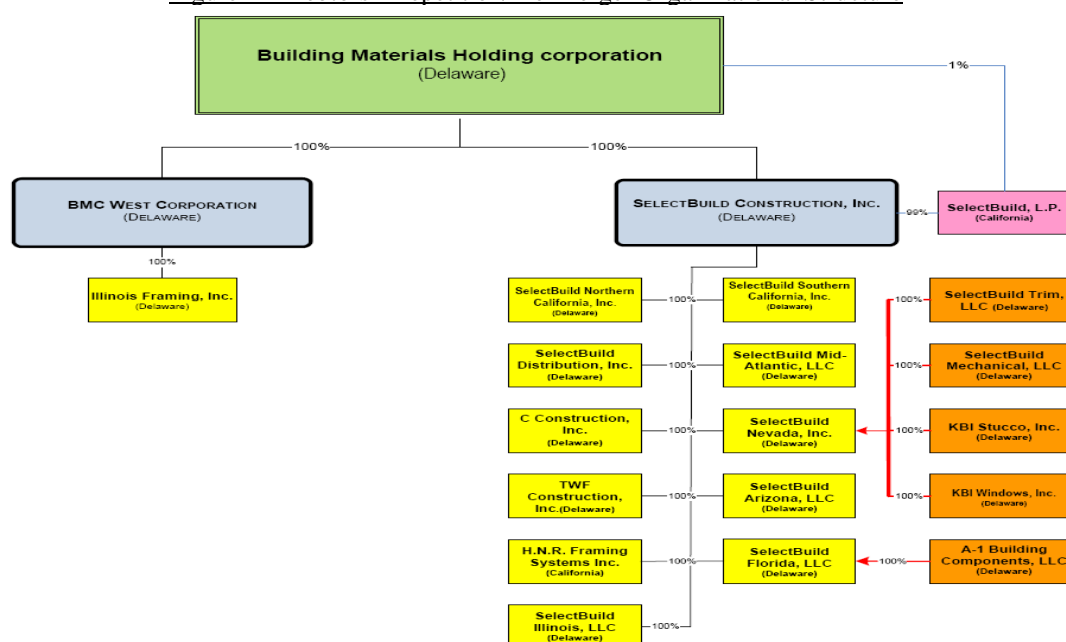 Building Materials Holding corporation
(Delaware)
1%
100%
100%
BMC WEST CORPORATION
(DELAWARE)
SELECTBUILD CONSTRUCTION, INC.
(DELAWARE)
99%
SelectBuild, L.P.
(California)
100%
Illinois Framing, Inc.
(Delaware)
SelectBuild Northern
California, Inc.
(Delaware)
100%
SelectBuild Southern
California, Inc.
(Delaware)
100%
SelectBuild Trim,
LLC (Delaware)
SelectBuild
Distribution, Inc.
(Delaware)
100%
SelectBuild Mid-
Atlantic, LLC
(Delaware)
100%
SelectBuild
Mechanical, LLC
(Delaware)
C Construction,
Inc.
(Delaware)
100%
SelectBuild
Nevada, Inc.
(Delaware)
100%
KBI Stucco, Inc.
(Delaware)
TWF
Construction,
Inc.(Delaware)
100%
SelectBuild
Arizona, LLC
(Delaware)
100%
KBI Windows, Inc.
(Delaware)
H.N.R. Framing
Systems Inc.
(California)
100%
SelectBuild
Florida, LLC
(Delaware)
100%
A-1 Building
Components, LLC
(Delaware)
SelectBuild
Illinois, LLC
(Delaware)
100%